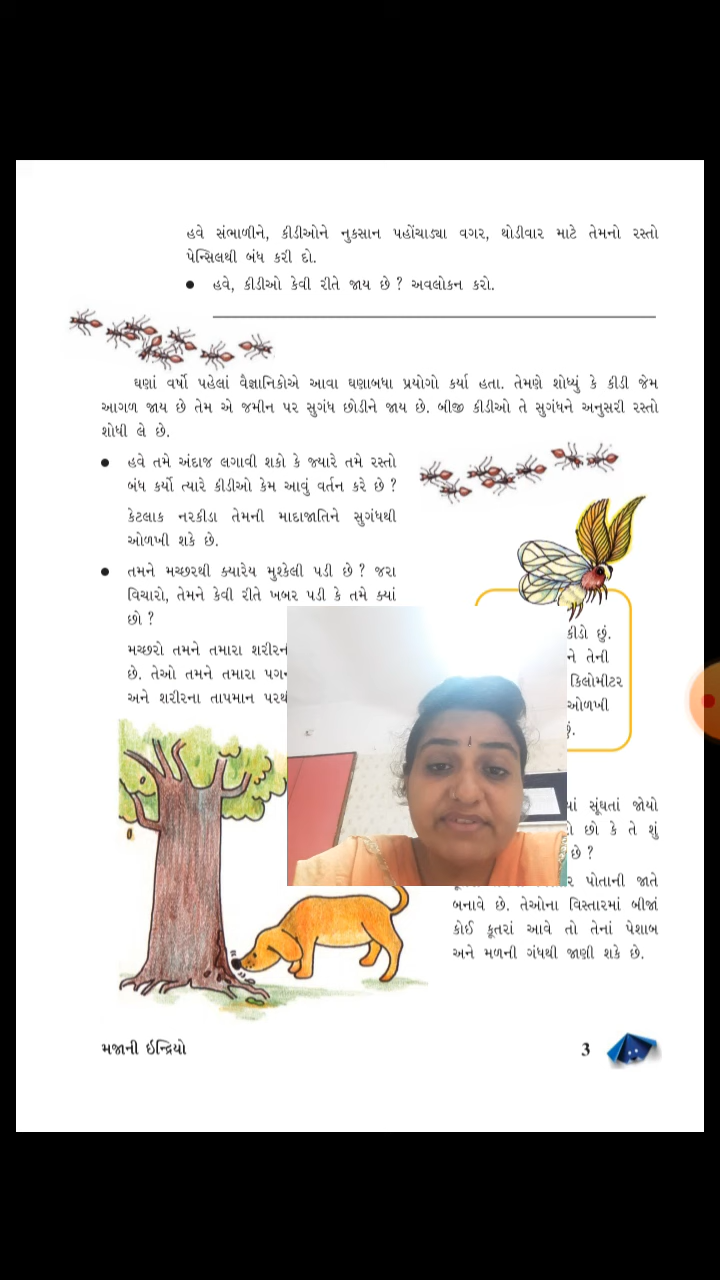 હવે સંભાળીને, કીડીઓને નુકસાન પહોંચાડ્યા વગર, થોડીવાર માટે તેમનો રસ્તો
પેન્સિલથી બંધ કરી દો.
● હવે, કીડીઓ કેવી રીતે જાય છે ? અવલોકન કરો.
ઘણાં વર્ષો પહેલાં વૈજ્ઞાનિકોએ આવા ઘણાબધા પ્રયોગો કર્યા હતા. તેમણે શોધ્યું કે કીડી જેમ
આગળ જાય છે તેમ એ જમીન પર સુગંધ છોડીને જાય છે. બીજી કીડીઓ તે સુગંધને અનુસરી રસ્તો
શોધી લે છે.
● હવે તમે અંદાજ લગાવી શકો કે જ્યારે તમે રસ્તો
બંધ કર્યો ત્યારે કીડીઓ કેમ આવું વર્તન કરે છે ?
કેટલાક નરકીડા તેમની માદાજાતિને સુગંધથી
ઓળખી શકે છે.
● તમને મચ્છરથી ક્યારેય મુશ્કેલી પડી છે ? જરા
વિચારો, તેમને કેવી રીતે ખબર પડી કે તમે ક્યાં
છો ?
મચ્છરો તમને તમારા
છે. તેઓ તમને તમારા
અને શરીરના તાપમાન
કીડો છું.
ને તેની
કિલોમીટર
ઓળખી
સૂંઘતાં જોયો
છો કે તે શું
છે ?
પોતાની જાતે
બનાવે છે. તેઓના વિસ્તારમાં બીજાં
કોઈ કૂતરાં આવે તો તેનાં પેશાબ
અને મળની ગંધથી જાણી શકે છે.
મજાની ઇન્દ્રિયો
3